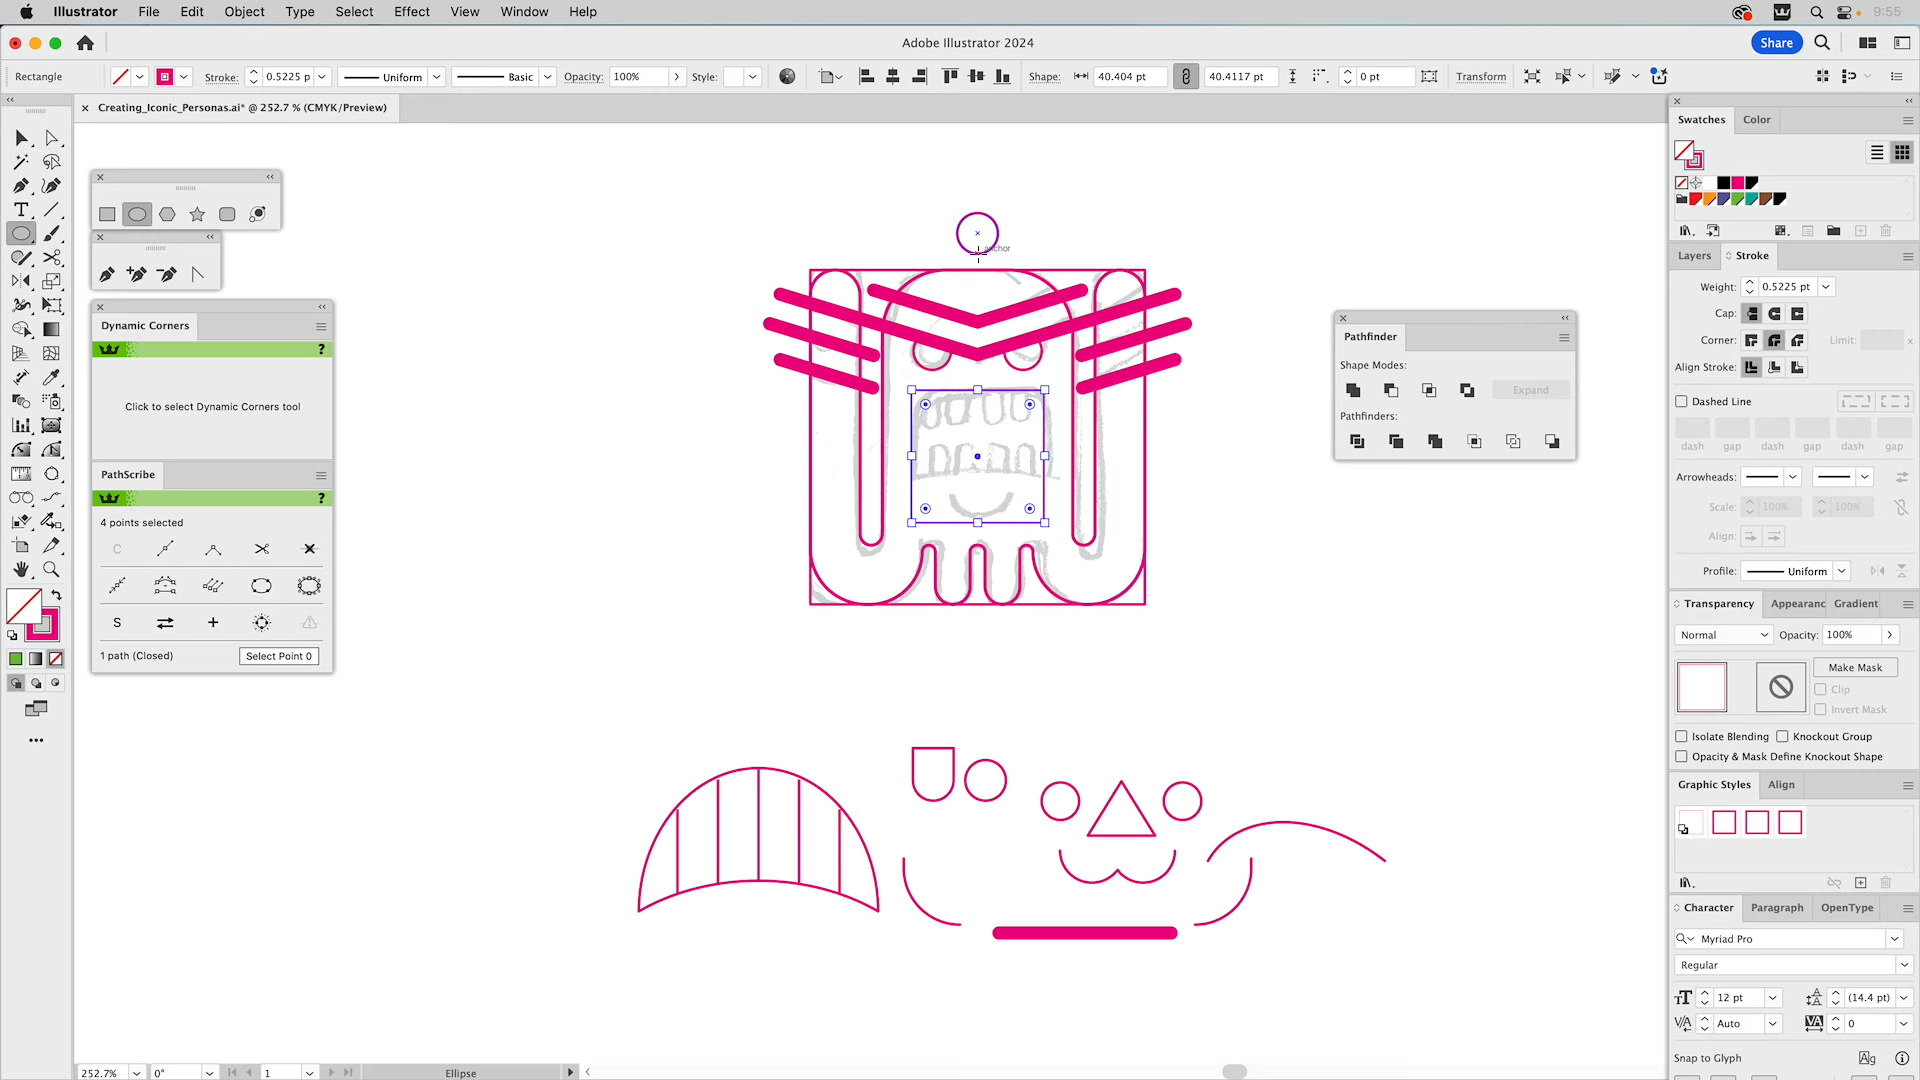 Illustrator File Edit Object Type Select Effect View Window Help 9:55
Adobe Illustrator 2024
Share
Rectangle
Stroke: 0.5225 p Uniform Basic Opacity: 100% Style: Shape: 40.404 pt 40.4117 pt 0 pt Transform
Creating_Iconic_Personas.ai* @ 252.7 % (CMYK/Preview)
Swatches Color
anchor
Layers Stroke
Weight: 0.5225 pt
Cap:
Corner: Limit: x
Align Stroke:
Dashed Line
dash gap dash gap dash gap
Arrowheads:
Scale: 100% 100%
Align:
Profile: Uniform
Dynamic Corners
?
Click to select Dynamic Corners tool
PathScribe
?
4 points selected
C
S
1 path (Closed) Select Point 0
Pathfinder
Shape Modes:
Expand
Pathfinders:
Transparency Appearanc Gradient
Normal Opacity: 100%
Make Mask
Clip
Invert Mask
Isolate Blending Knockout Group
Opacity & Mask Define Knockout Shape
Graphic Styles Align
Character Paragraph OpenType
Myriad Pro
Regular
12 pt (14.4 pt)
Auto 0
Snap to Glyph
252.7% 0° 1 Ellipse